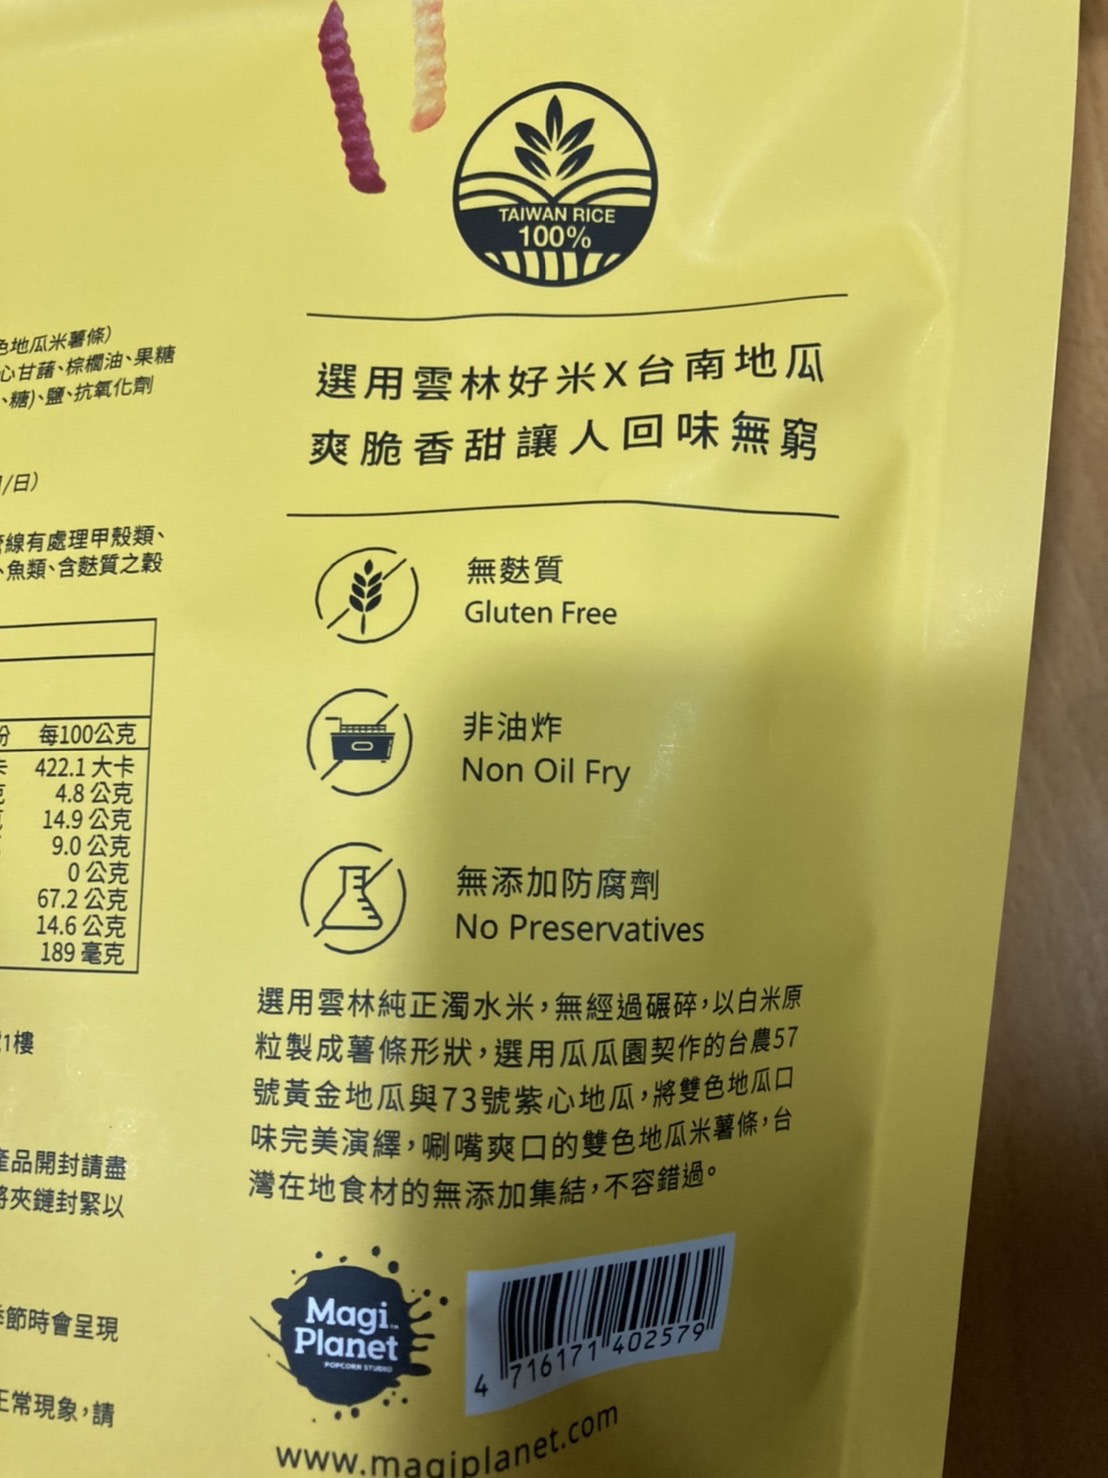 TAIWAN RICE
100%
選用雲林好米X台南地瓜
爽脆香甜讓人回味無窮
無麩質
Gluten Free
非油炸
Non Oil Fry
無添加防腐劑
No Preservatives
選用雲林純正濁水米，無經過碾碎，以白米原
粒製成薯條形狀，選用瓜瓜園契作的台農57
號黃金地瓜與73號紫心地瓜，將雙色地瓜口
味完美演繹，唰嘴爽口的雙色地瓜米薯條，台
灣在地食材的無添加集結，不容錯過。
Magi
Planet
POPCORN STUDIO
4 716171 402579
www.magiplanet.com
色地瓜米薯條）
心甘藷、棕櫚油、果糖
、糖)、鹽、抗氧化劑
/日）
線有處理甲殼類、
、魚類、含麩質之穀
份 每100公克
422.1 大卡
4.8 公克
14.9 公克
9.0 公克
0 公克
67.2 公克
14.6 公克
189 毫克
1樓
產品開封請盡
將夾鏈封緊以
季節時會呈現
正常現象，請